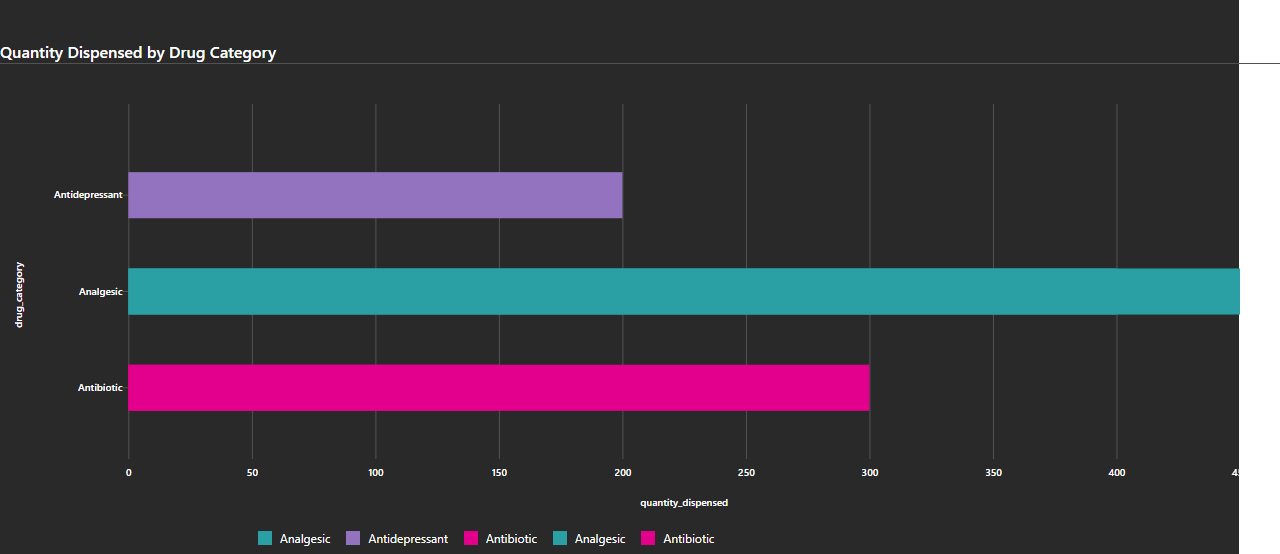 Quantity Dispensed by Drug Category
Antidepressant
Analgesic
Antibiotic
drug_category
0 50 100 150 200 250 300 350 400
quantity_dispensed
Analgesic Antidepressant Antibiotic Analgesic Antibiotic